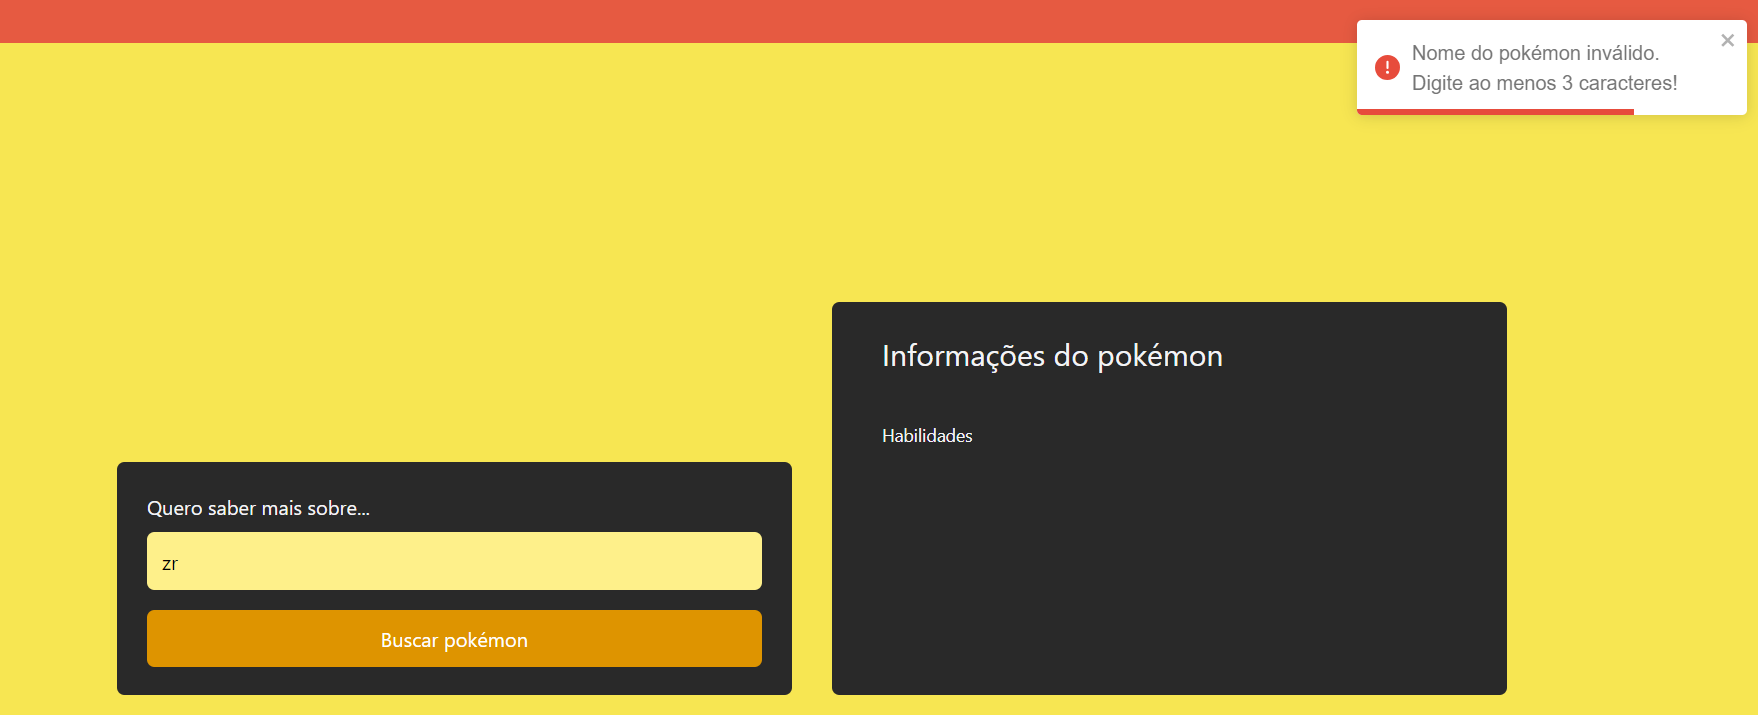 Nome do pokémon inválido.
Digite ao menos 3 caracteres!
Informações do pokémon
Habilidades
Quero saber mais sobre...
zr
Buscar pokémon